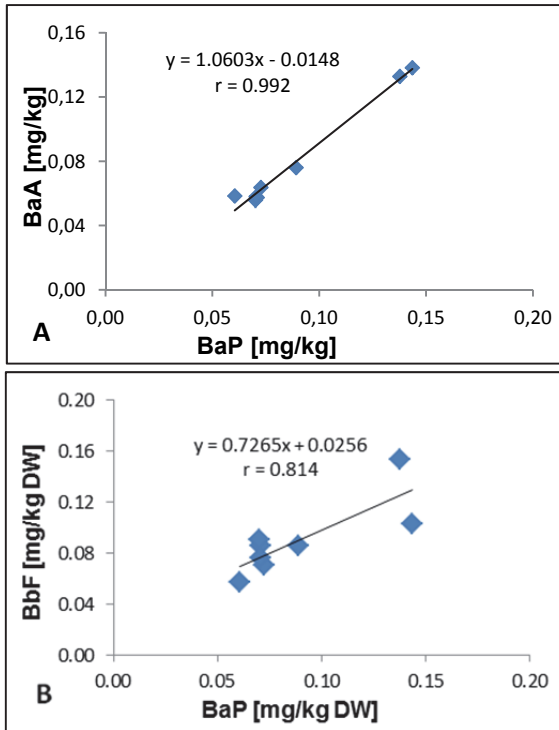 0,16
y = 1.0603x - 0.0148
r = 0.992
0,12
BaA [mg/kg]
0,08
0,04
0,00
0,00 0,05 0,10 0,15 0,20
A
BaP [mg/kg]
0.20
y = 0.7265x + 0.0256
r = 0.814
0.16
BbF [mg/kg DW]
0.12
0.08
0.04
0.00
0.00 0.05 0.10 0.15 0.20
B
BaP [mg/kg DW]